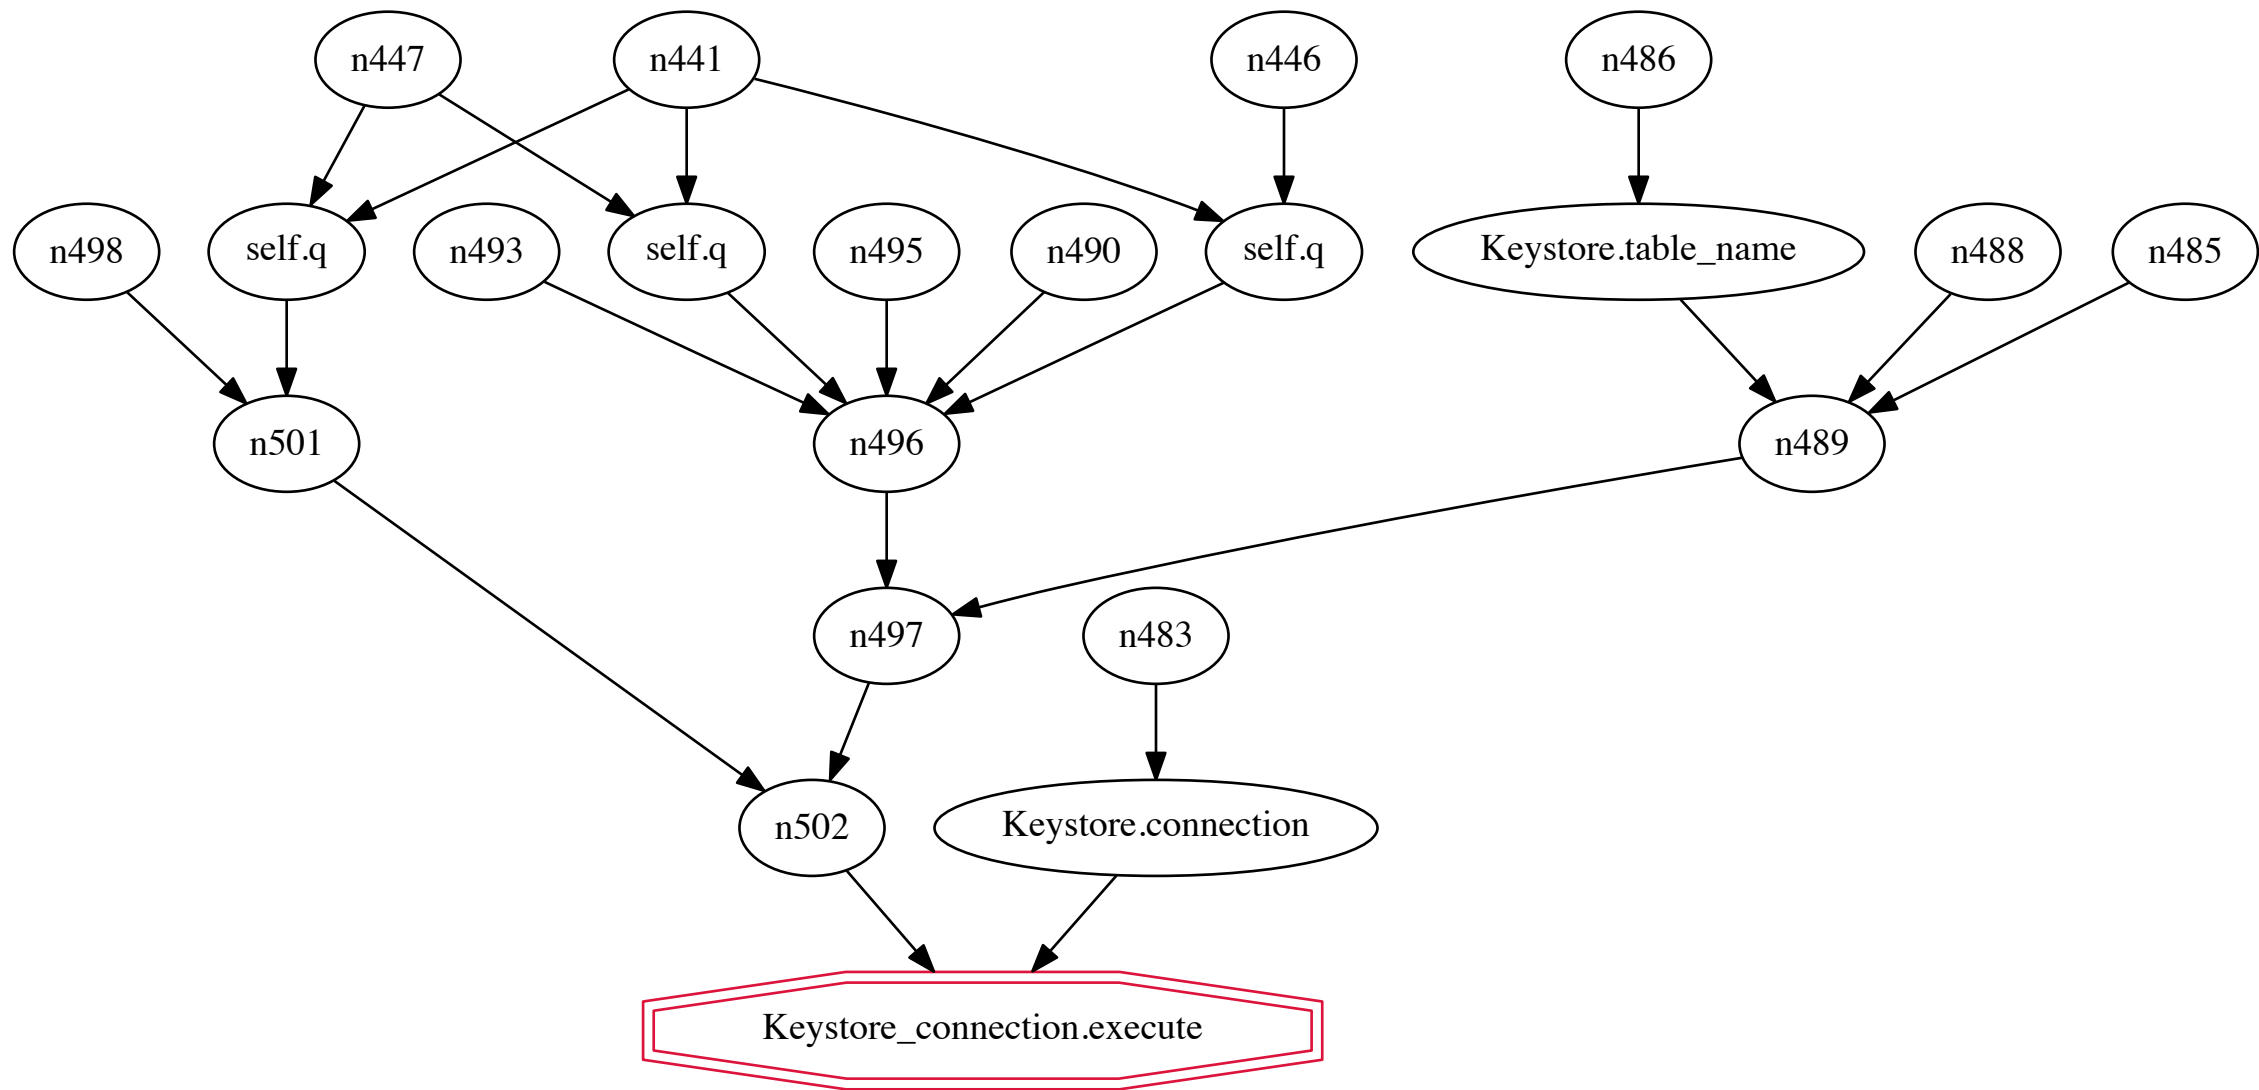 n447
n441
n446
n486
n498
self.q
n493
self.q
n495
n490
self.q
Keystore.table_name
n488
n485
n501
n496
n489
n497
n483
n502
Keystore.connection
Keystore_connection.execute